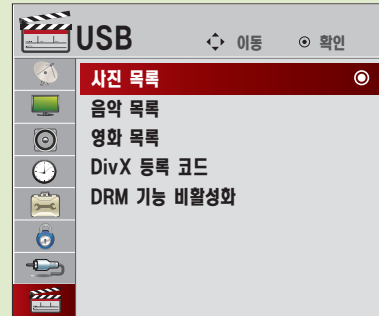 USB 이동 확인
사진 목록
음악 목록
영화 목록
DivX 등록 코드
DRM 기능 비활성화